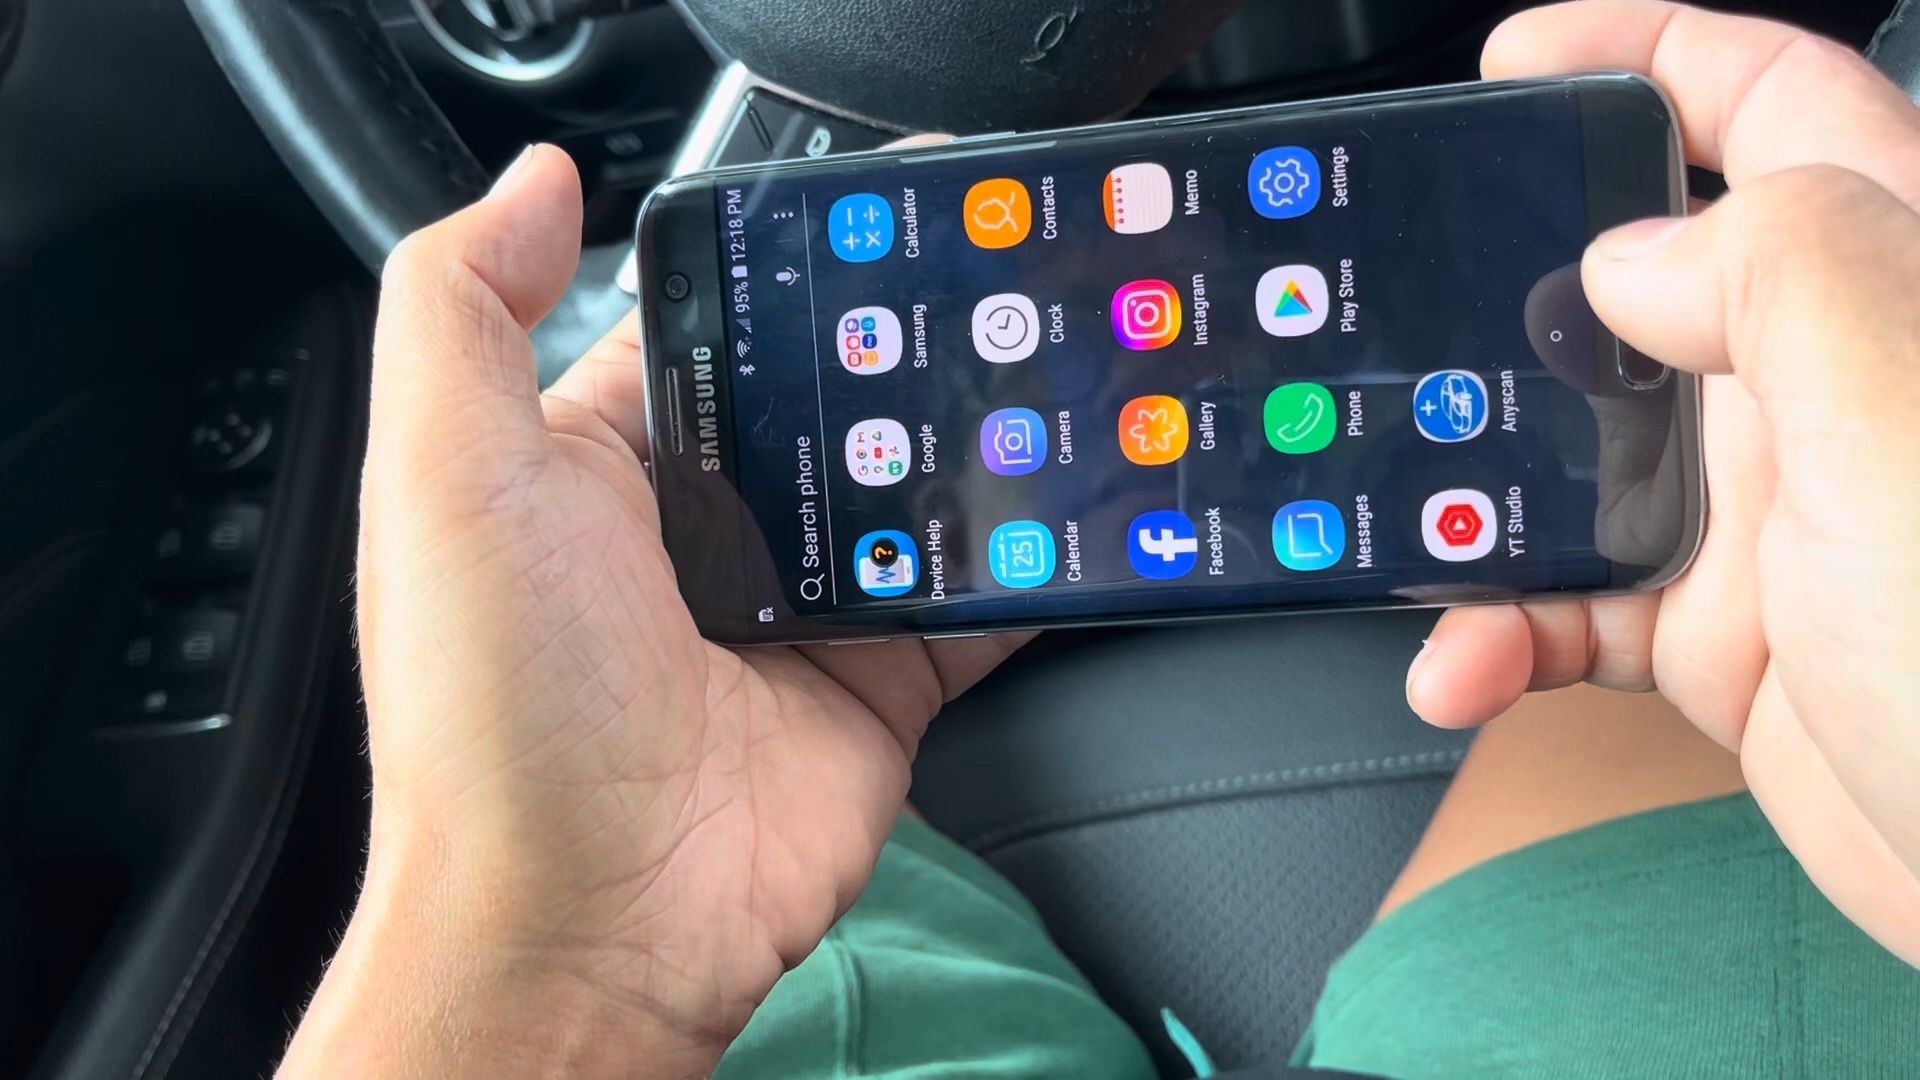 SAMSUNG
95% 12:18 PM
Search phone
Device Help
Google
Samsung
Calculator
25
Calendar
Camera
Clock
Contacts
Facebook
Gallery
Instagram
Memo
Messages
Phone
Play Store
Settings
YT Studio
Anyscan